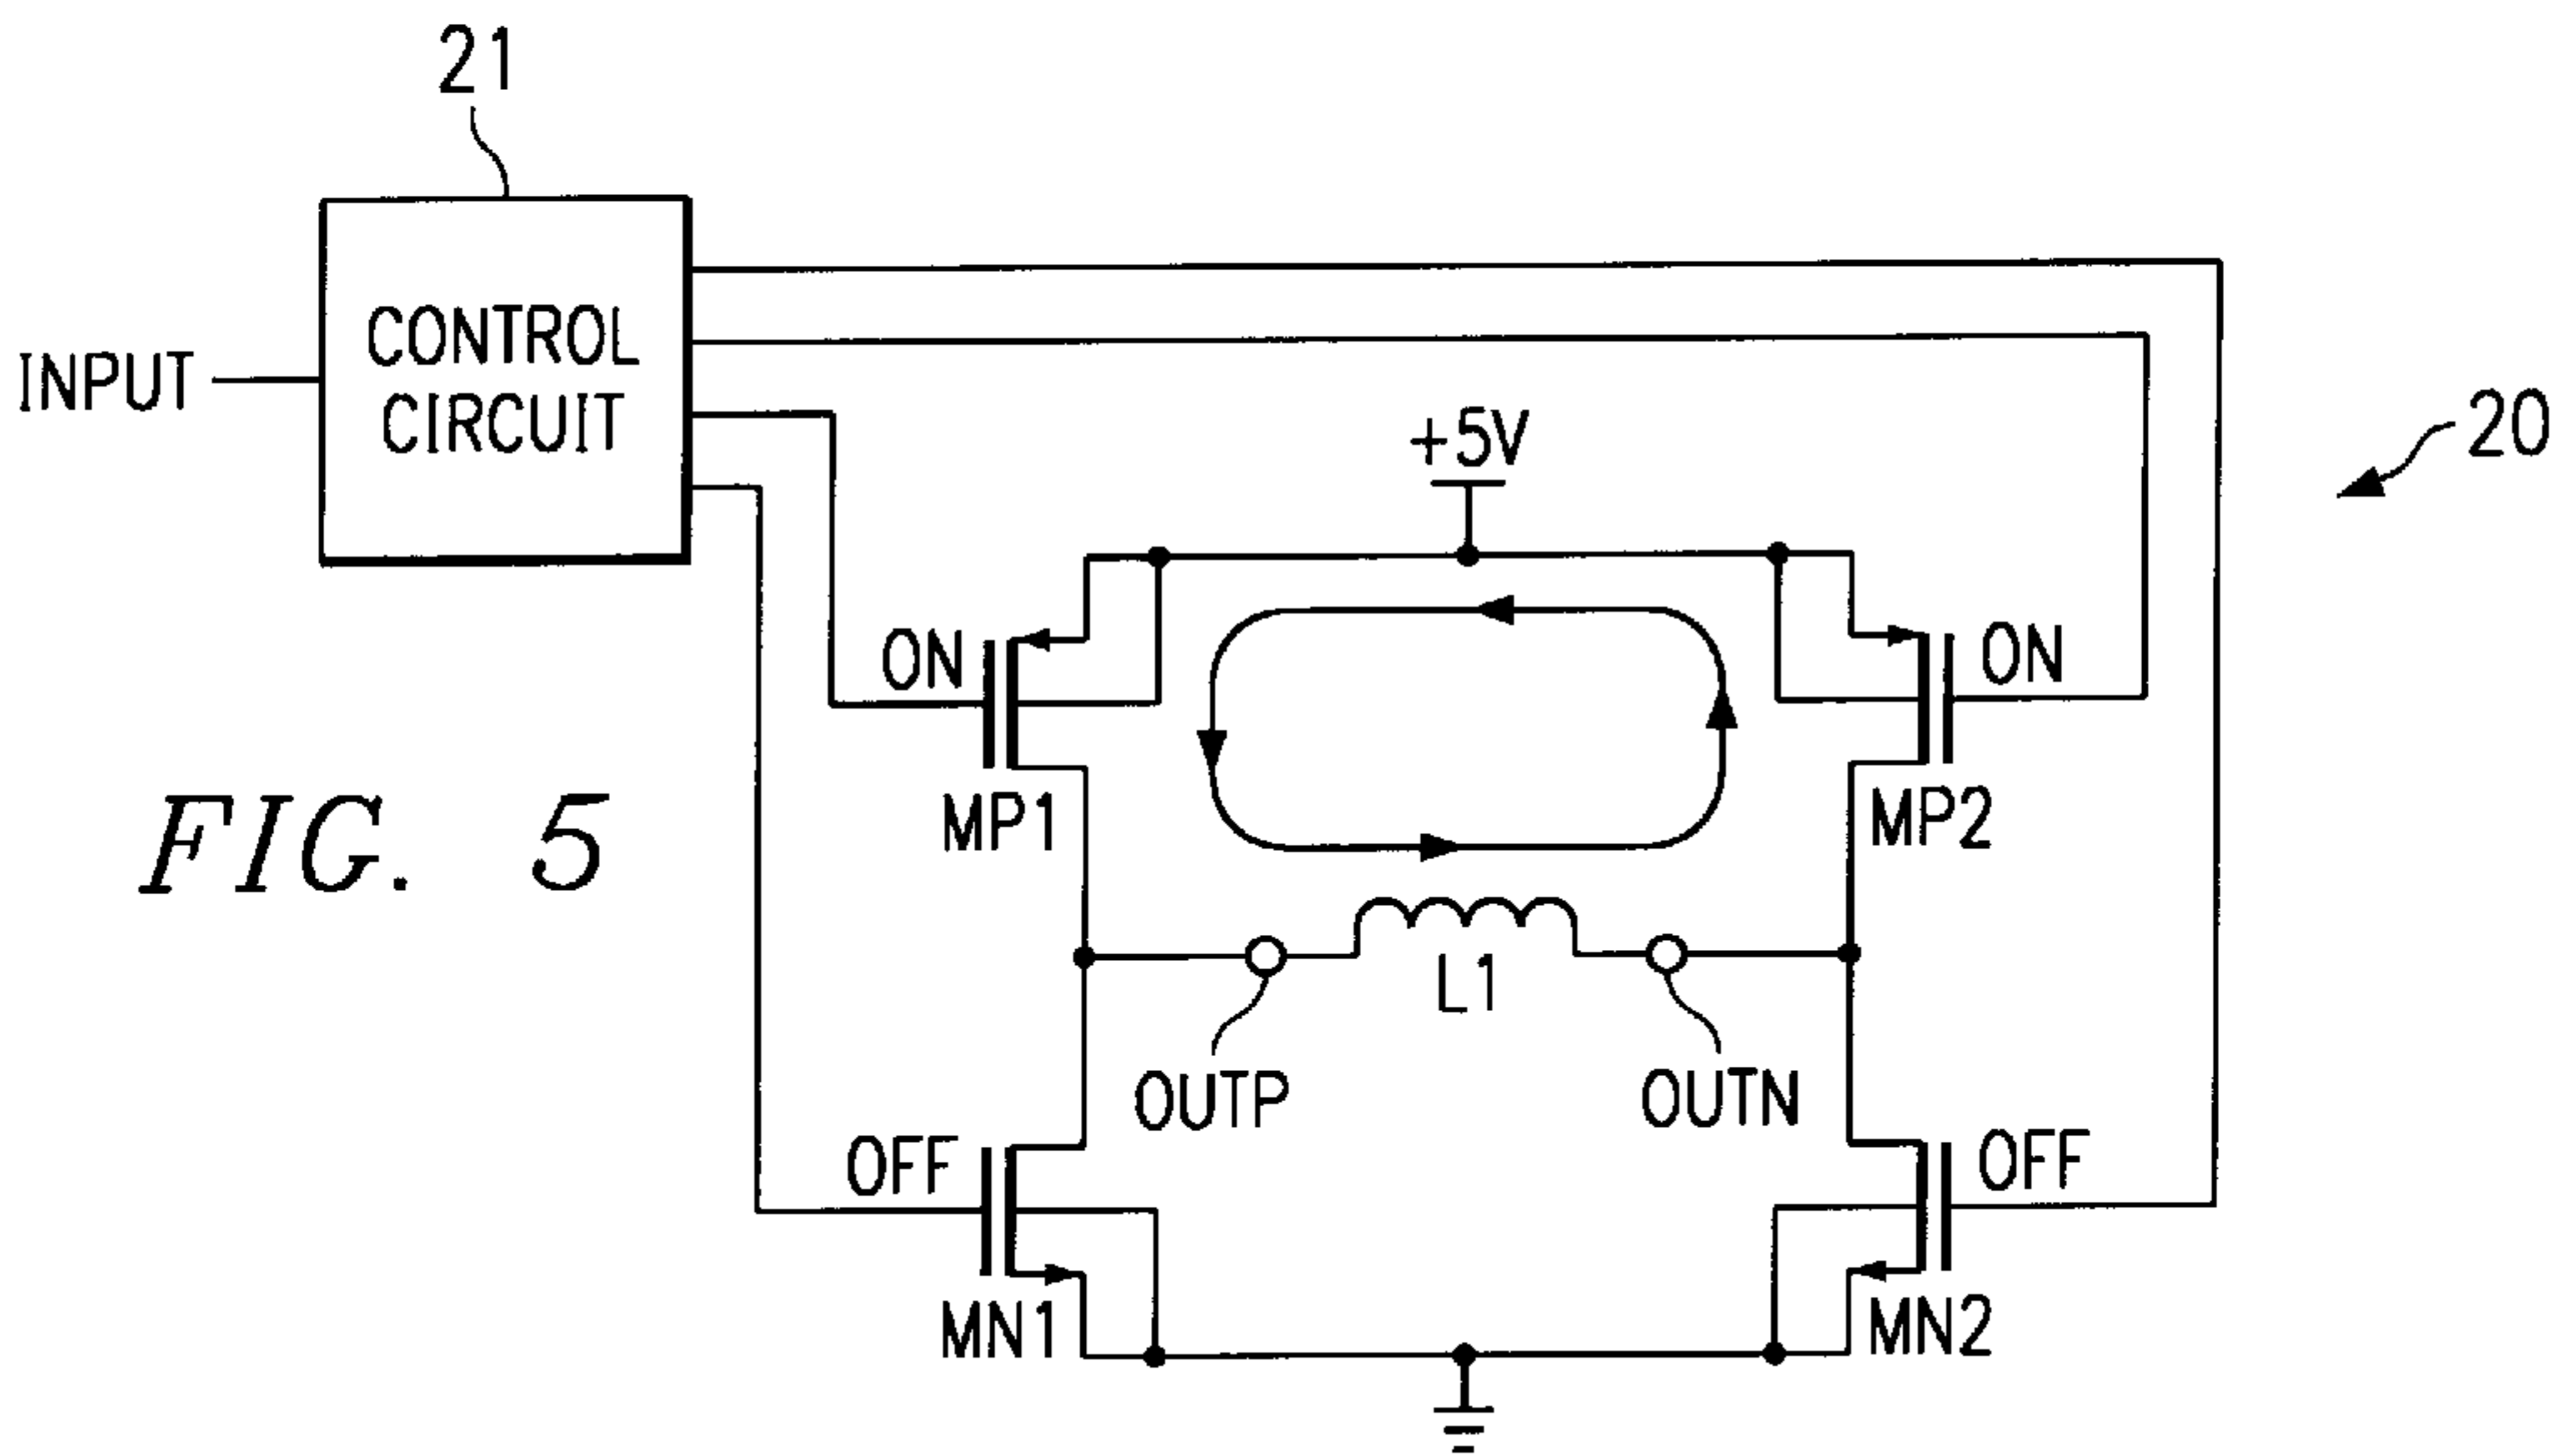 21
CONTROL
CIRCUIT
INPUT
+5V
20
ON
ON
MP1
MP2
FIG. 5
L1
OUTP
OUTN
OFF
OFF
MN1
MN2